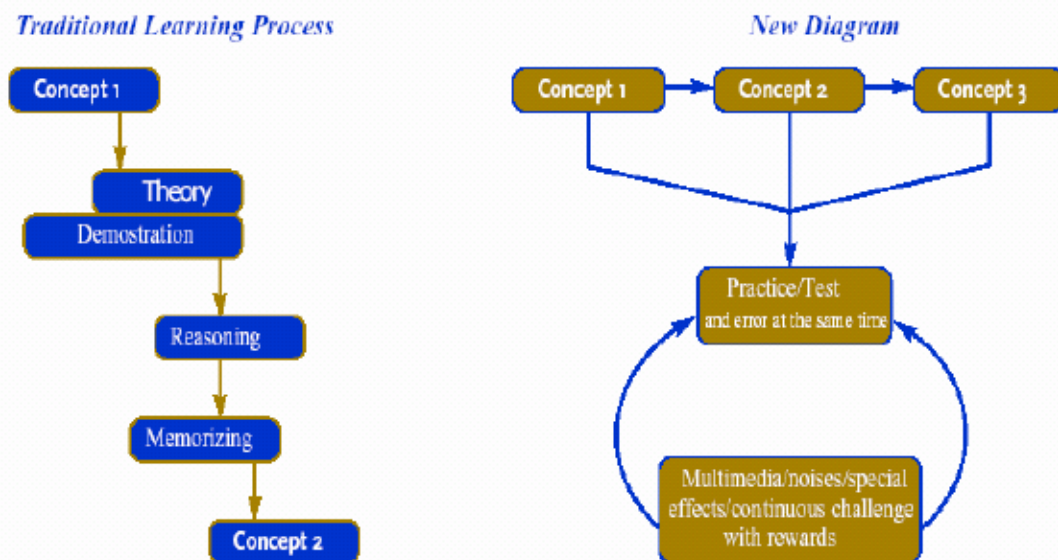 Traditional Learning Process
Concept 1
Theory
Demostration
Reasoning
Memorizing
Concept 2
New Diagram
Concept 1
Concept 2
Concept 3
Practice/Test
and error at the same time
Multimedia/noises/special
effects/continuous challenge
with rewards